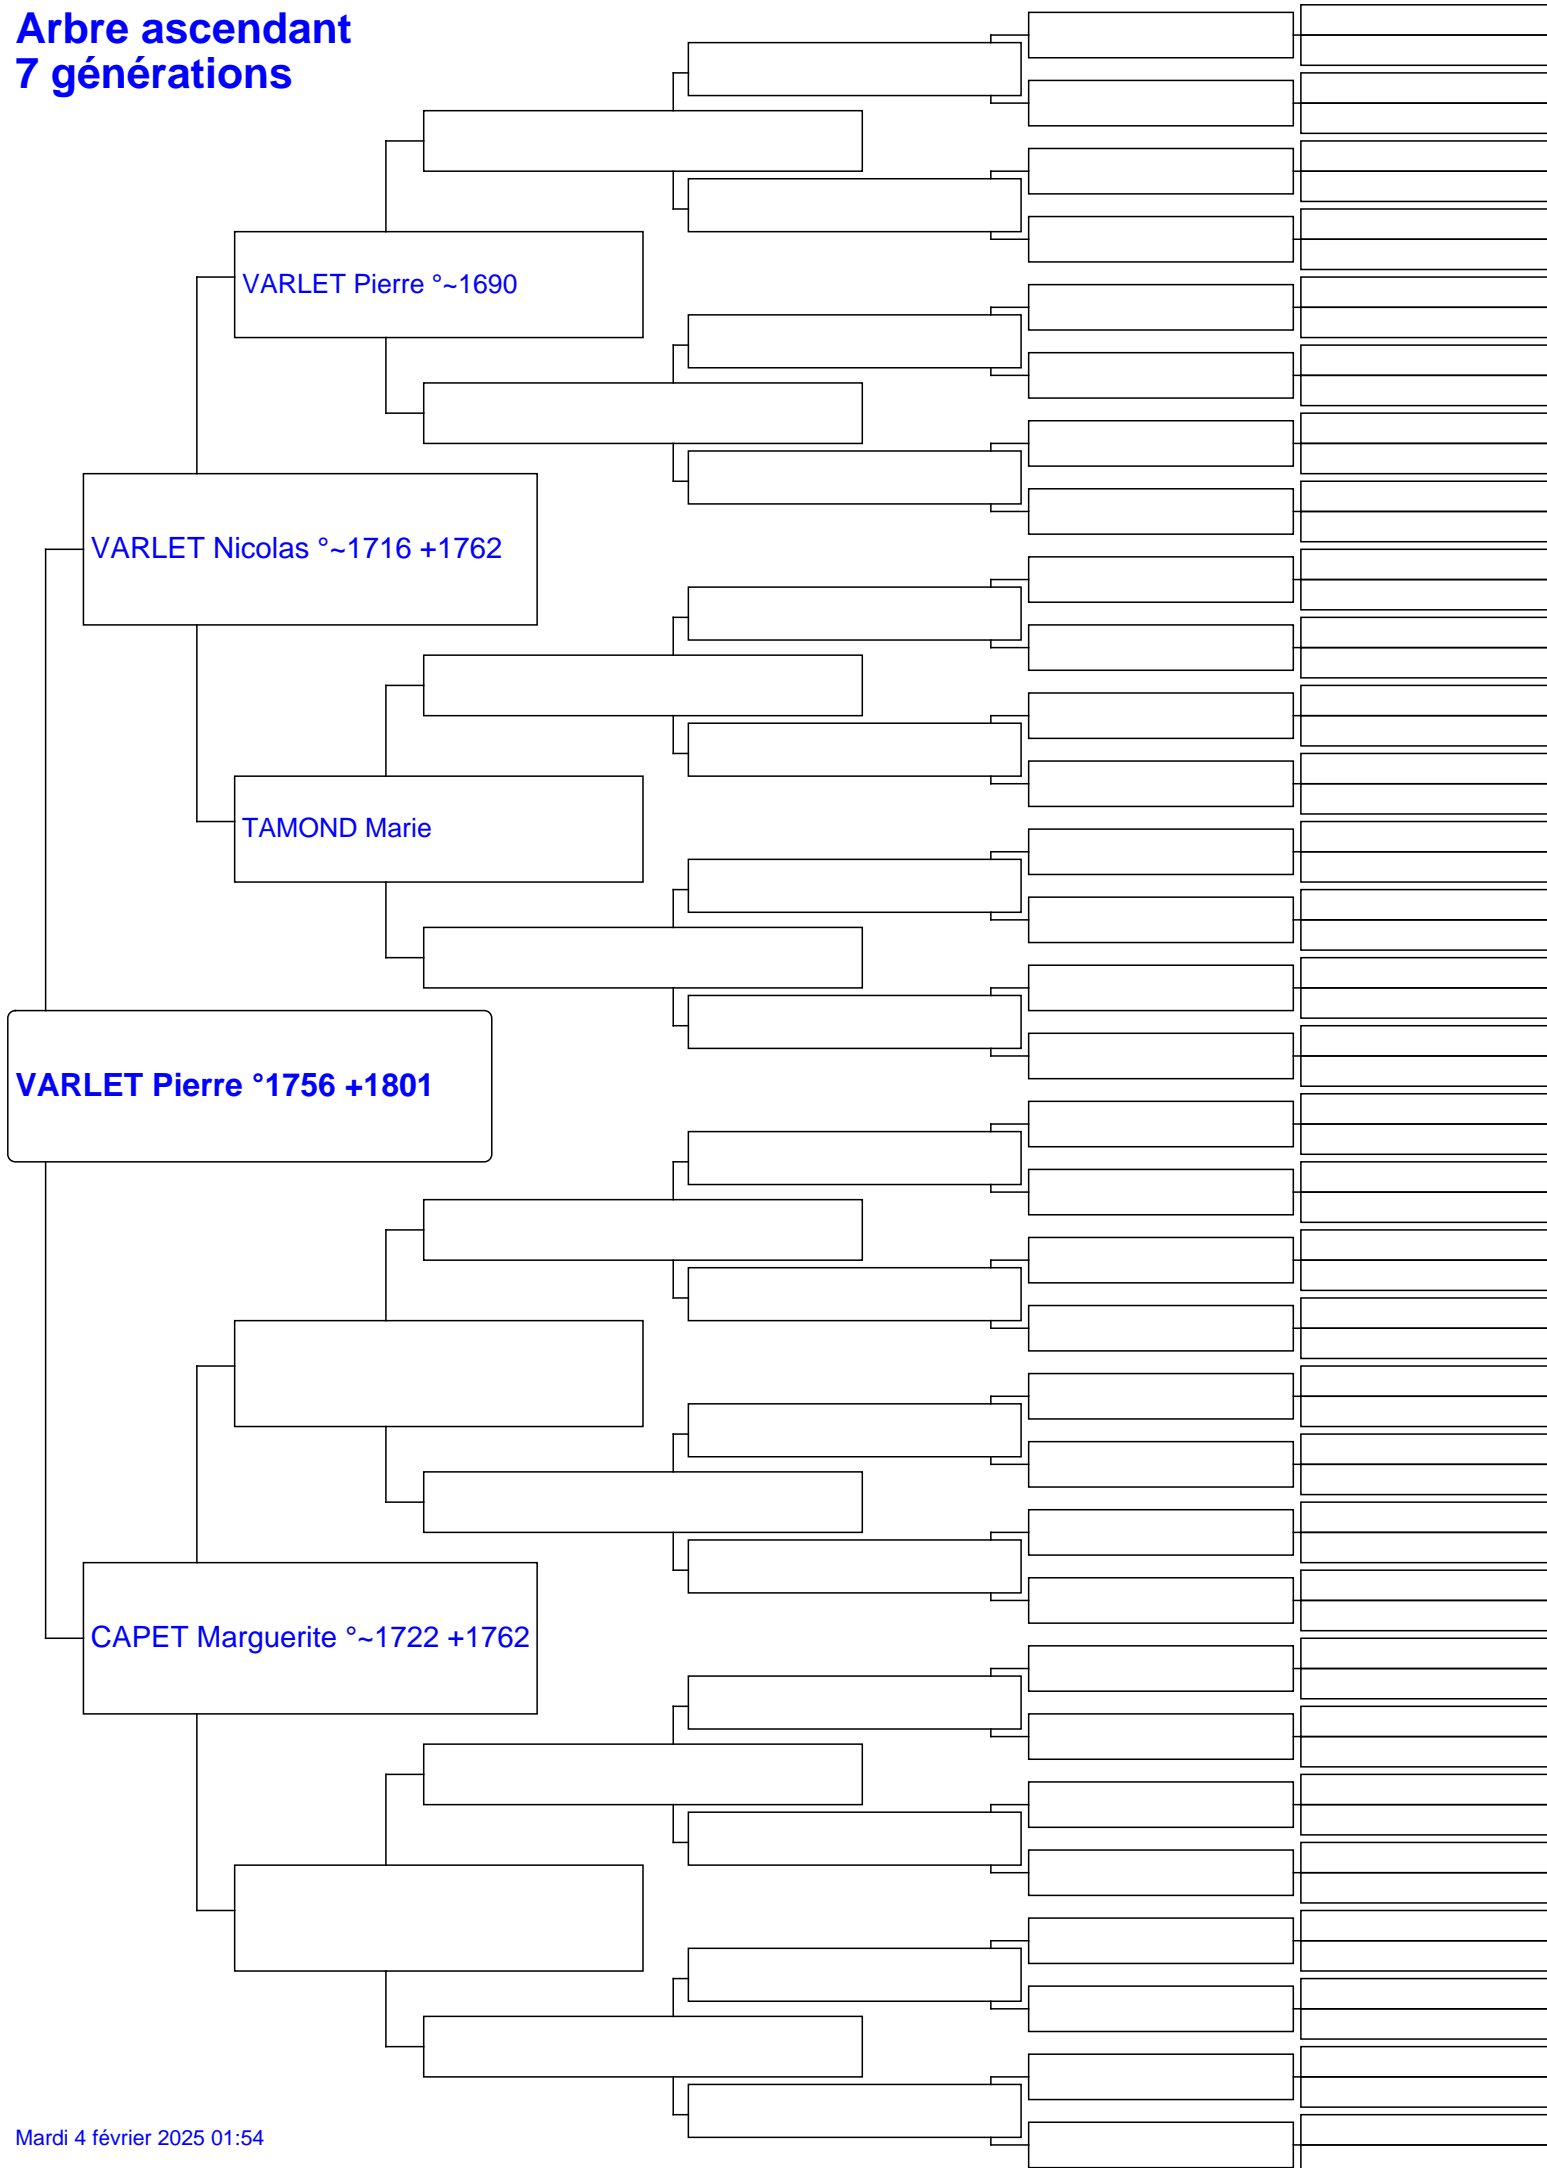 Arbre ascendant
7 générations
VARLET Pierre °~1690
VARLET Nicolas °~1716 +1762
TAMOND Marie
VARLET Pierre °1756 +1801
CAPET Marguerite °~1722 +1762
Mardi 4 février 2025 01:54